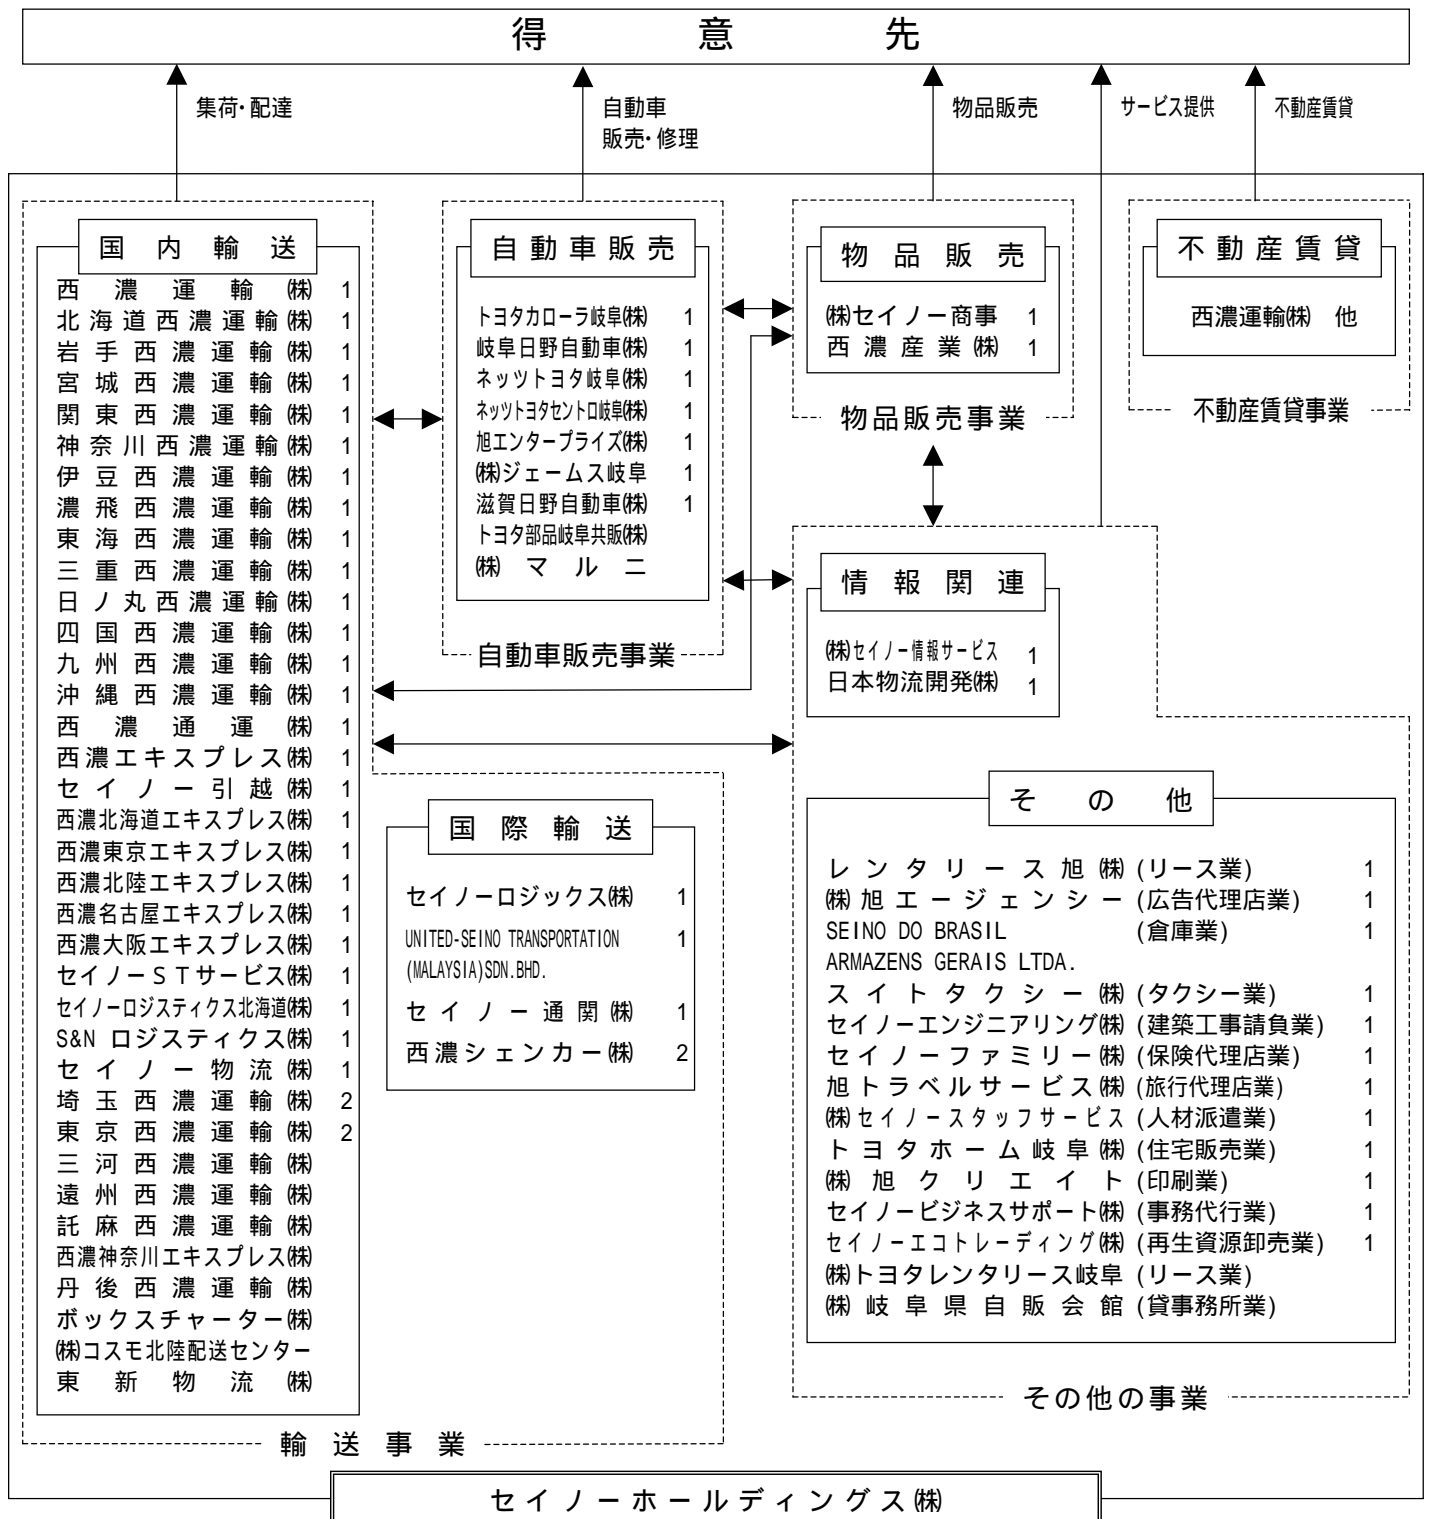 得意先
集荷・配達
自動車
販売・修理
物品販売
サービス提供
不動産賃貸
国内輸送
西濃運輸㈱ 1
北海道西濃運輸㈱ 1
岩手西濃運輸㈱ 1
宮城西濃運輸㈱ 1
関東西濃運輸㈱ 1
神奈川西濃運輸㈱ 1
伊豆西濃運輸㈱ 1
濃飛西濃運輸㈱ 1
東海西濃運輸㈱ 1
三重西濃運輸㈱ 1
日ノ丸西濃運輸㈱ 1
四国西濃運輸㈱ 1
九州西濃運輸㈱ 1
沖縄西濃運輸㈱ 1
西濃通運㈱ 1
西濃エキスプレス㈱ 1
セイノー引越㈱ 1
西濃北海道エキスプレス㈱ 1
西濃東京エキスプレス㈱ 1
西濃北陸エキスプレス㈱ 1
西濃名古屋エキスプレス㈱ 1
西濃大阪エキスプレス㈱ 1
セイノーSTサービス㈱ 1
セイノーロジスティクス北海道㈱ 1
S&N ロジスティクス㈱ 1
セイノー物流㈱ 1
埼玉西濃運輸㈱ 2
東京西濃運輸㈱ 2
三河西濃運輸㈱
遠州西濃運輸㈱
託麻西濃運輸㈱
西濃神奈川エキスプレス㈱
丹後西濃運輸㈱
ボックスチャーター㈱
㈱コスモ北陸配送センター
東新物流㈱
国際輸送
セイノーロジックス㈱ 1
UNITED-SEINO TRANSPORTATION 1
(MALAYSIA)SDN.BHD.
セイノー通関㈱ 1
西濃シェンカー㈱ 2
輸送事業
自動車販売
トヨタカローラ岐阜㈱ 1
岐阜日野自動車㈱ 1
ネッツトヨタ岐阜㈱ 1
ネッツトヨタセントロ岐阜㈱ 1
旭エンタープライズ㈱ 1
㈱ジェームス岐阜 1
滋賀日野自動車㈱ 1
トヨタ部品岐阜共販㈱
㈱マルニ
自動車販売事業
物品販売
㈱セイノー商事 1
西濃産業㈱ 1
物品販売事業
不動産賃貸
西濃運輸㈱ 他
不動産賃貸事業
情報関連
㈱セイノー情報サービス 1
日本物流開発㈱ 1
その他
レンタリース旭㈱ (リース業) 1
㈱旭エージェンシー (広告代理店業) 1
SEINO DO BRASIL (倉庫業) 1
ARMAZENS GERAIS LTDA.
スイトタクシー㈱ (タクシー業) 1
セイノーエンジニアリング㈱ (建築工事請負業) 1
セイノーファミリー㈱ (保険代理店業) 1
旭トラベルサービス㈱ (旅行代理店業) 1
㈱セイノースタッフサービス (人材派遣業) 1
トヨタホーム岐阜㈱ (住宅販売業) 1
㈱旭クリエイト (印刷業) 1
セイノービジネスサポート㈱ (事務代行業) 1
セイノーエコトレーディング㈱ (再生資源卸売業) 1
㈱トヨタレンタリース岐阜 (リース業)
㈱岐阜県自販会館 (貸事務所業)
その他の事業
セイノーホールディングス㈱